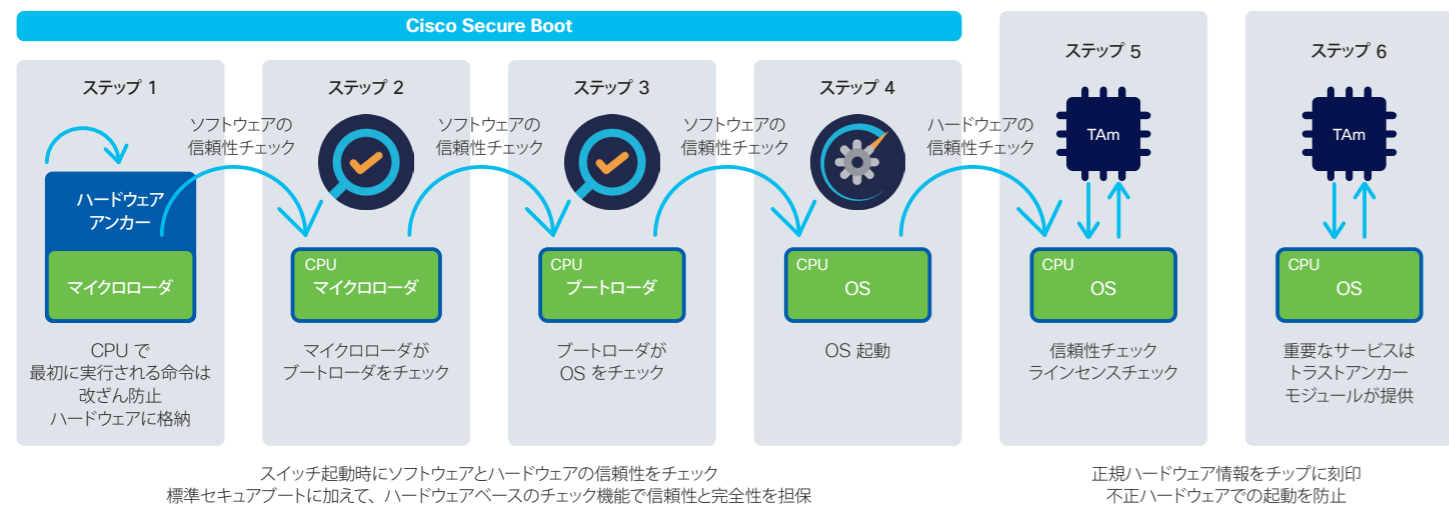 Cisco Secure Boot
ステップ 1
ハードウェア
アンカー
マイクロローダ
CPU で
最初に実行される命令は
改ざん防止
ハードウェアに格納
ソフトウェアの
信頼性チェック
ステップ 2
CPU
マイクロローダ
マイクロローダが
ブートローダをチェック
ソフトウェアの
信頼性チェック
ステップ 3
CPU
ブートローダ
ブートローダが
OS をチェック
ソフトウェアの
信頼性チェック
ステップ 4
CPU
OS
OS 起動
ハードウェアの
信頼性チェック
ステップ 5
TAm
CPU
OS
信頼性チェック
ラインセンスチェック
ステップ 6
TAm
CPU
OS
重要なサービスは
トラストアンカー
モジュールが提供
スイッチ起動時にソフトウェアとハードウェアの信頼性をチェック
標準セキュアブートに加えて、ハードウェアベースのチェック機能で信頼性と完全性を担保
正規ハードウェア情報をチップに刻印
不正ハードウェアでの起動を防止